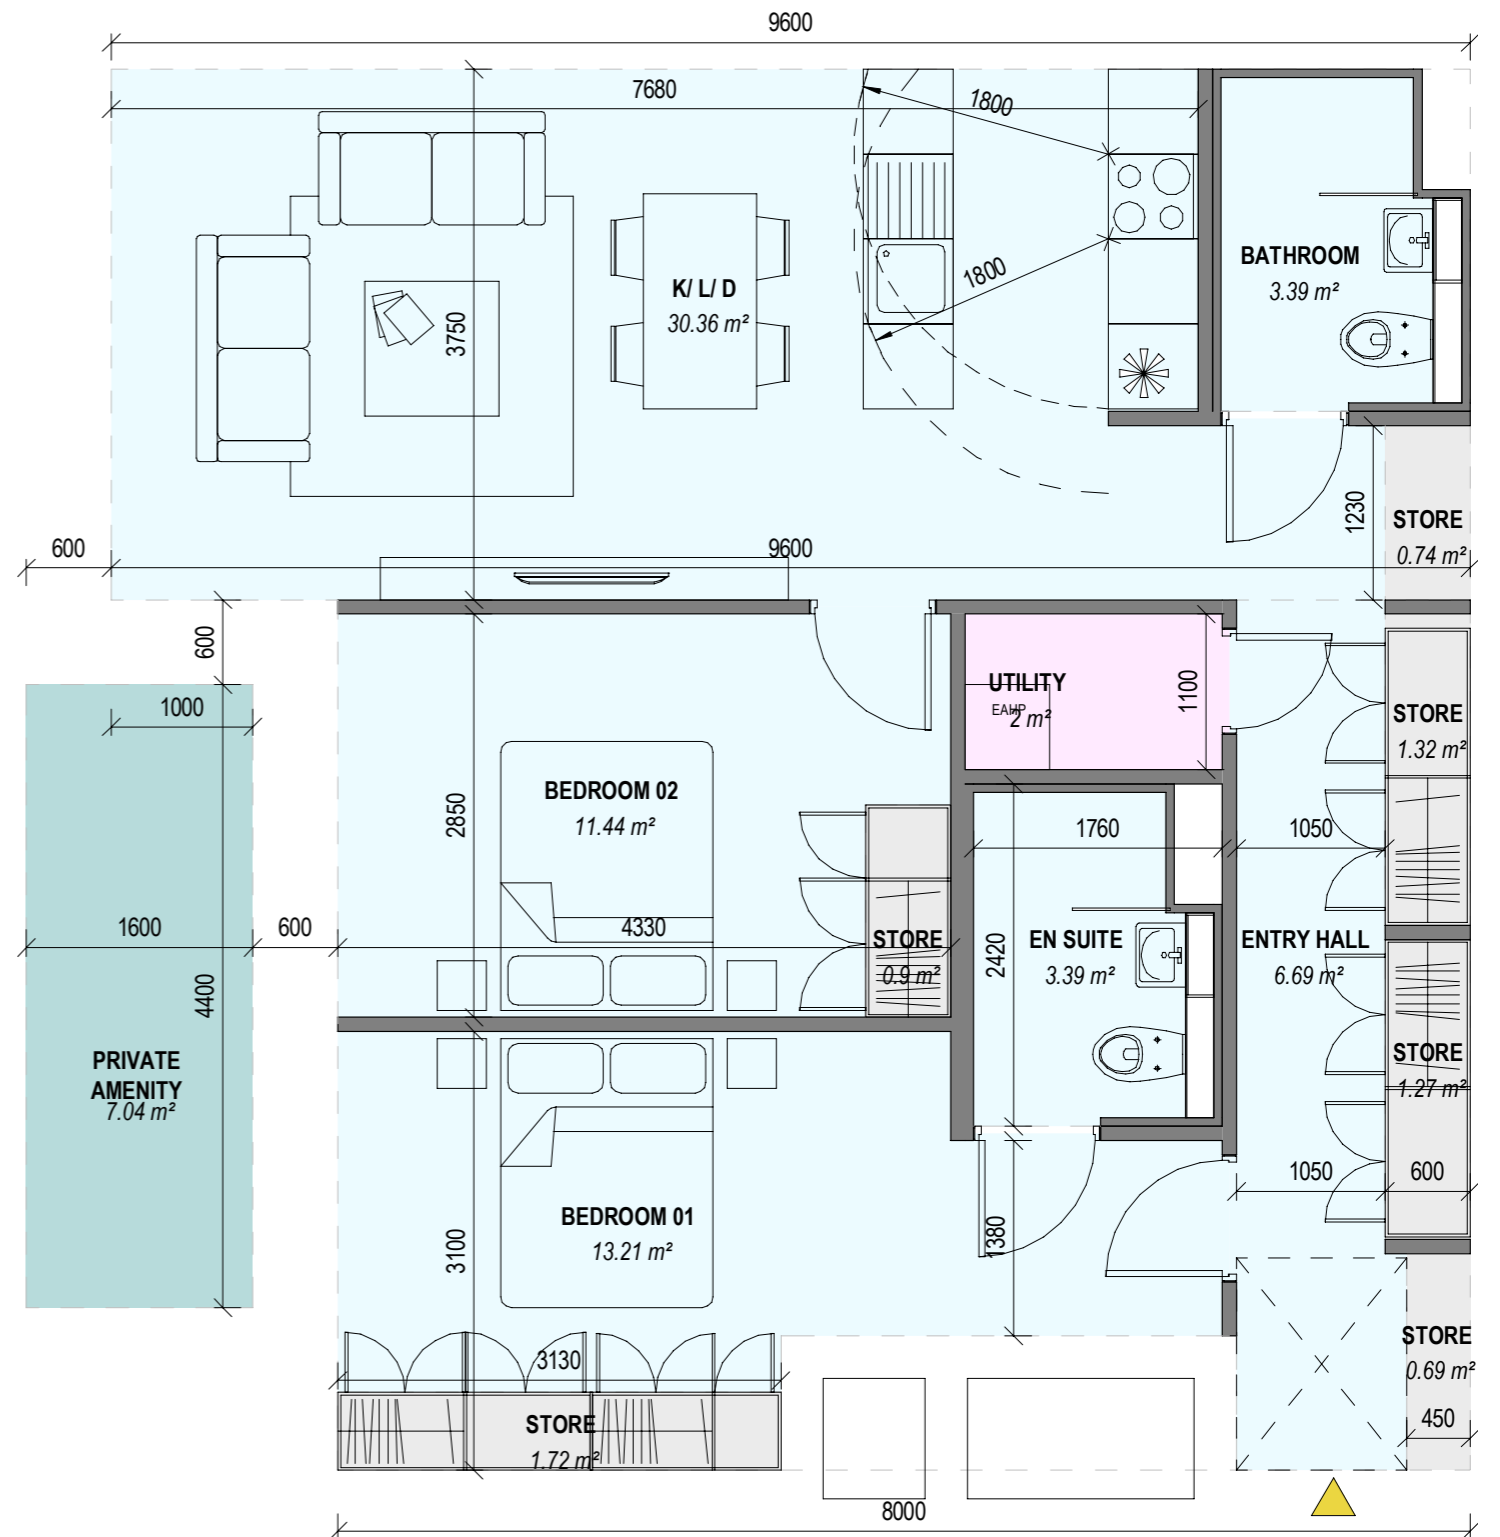 9600
7680
1800
K/ L/ D
30.36 m²
3750
1800
BATHROOM
3.39 m²
1230
STORE
0.74 m²
600
9600
600
1000
UTILITY
EAHP
2 m²
1100
STORE
1.32 m²
BEDROOM 02
11.44 m²
2850
1760
1050
1600
600
4330
STORE
0.9 m²
2420
EN SUITE
3.39 m²
ENTRY HALL
6.69 m²
4400
PRIVATE
AMENITY
7.04 m²
STORE
1.27 m²
1050
600
BEDROOM 01
13.21 m²
3100
1380
3130
STORE
0.69 m²
STORE
1.72 m²
450
8000